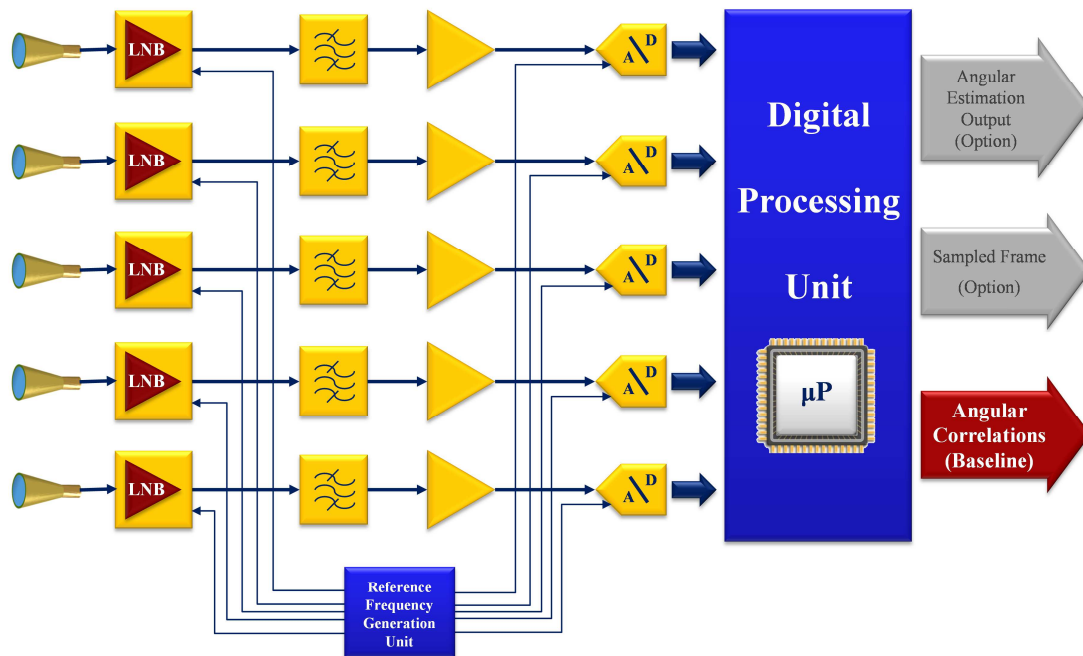 LNB
A
D
LNB
A
D
LNB
A
D
LNB
A
D
LNB
A
D
Digital
Processing
Unit
µP
Reference
Frequency
Generation
Unit
Angular
Estimation
Output
(Option)
Sampled Frame
(Option)
Angular
Correlations
(Baseline)